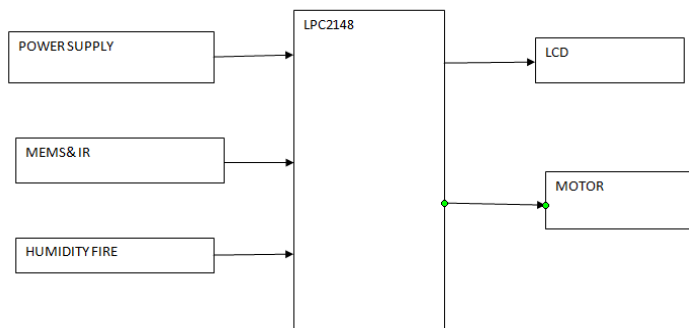 LPC2148
POWER SUPPLY
LCD
MEMS& IR
MOTOR
HUMIDITY FIRE